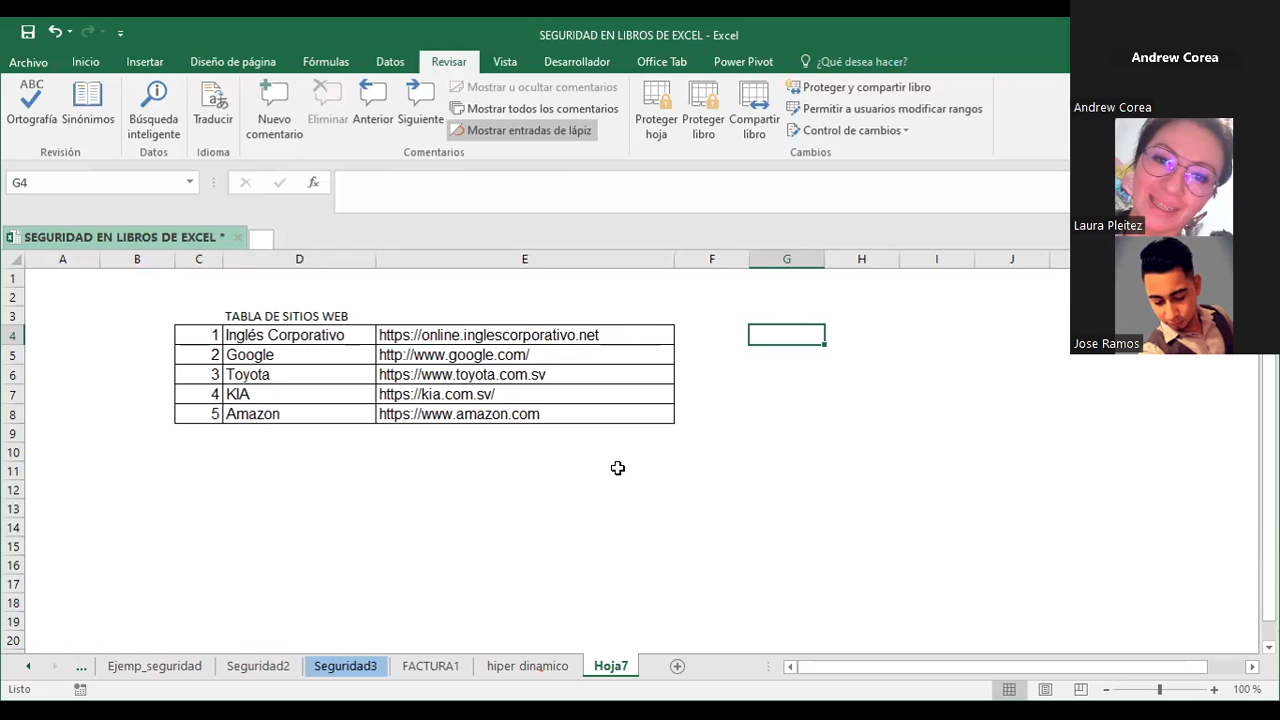 SEGURIDAD EN LIBROS DE EXCEL - Excel
Archivo Inicio Insertar Diseño de página Fórmulas Datos Revisar Vista Desarrollador Office Tab Power Pivot ¿Qué desea hacer?
ABC
Ortografía
Sinónimos
Revisión
Búsqueda inteligente
Datos
Traducir
Idioma
Nuevo comentario
Eliminar
Anterior
Siguiente
Mostrar u ocultar comentarios
Mostrar todos los comentarios
Mostrar entradas de lápiz
Comentarios
Proteger hoja
Proteger libro
Compartir libro
Proteger y compartir libro
Permitir a usuarios modificar rangos
Control de cambios
Cambios
Andrew Corea
Andrew Corea
Laura Pleitez
Jose Ramos
G4
fx
SEGURIDAD EN LIBROS DE EXCEL *
A B C D E F G H I J
1
2
3 TABLA DE SITIOS WEB
4 1 Inglés Corporativo https://online.inglescorporativo.net
5 2 Google http://www.google.com/
6 3 Toyota https://www.toyota.com.sv
7 4 KIA https://kia.com.sv/
8 5 Amazon https://www.amazon.com
9
10
11
12
13
14
15
16
17
18
19
20
... Ejemp_seguridad Seguridad2 Seguridad3 FACTURA1 hiper dinamico Hoja7
Listo
100 %